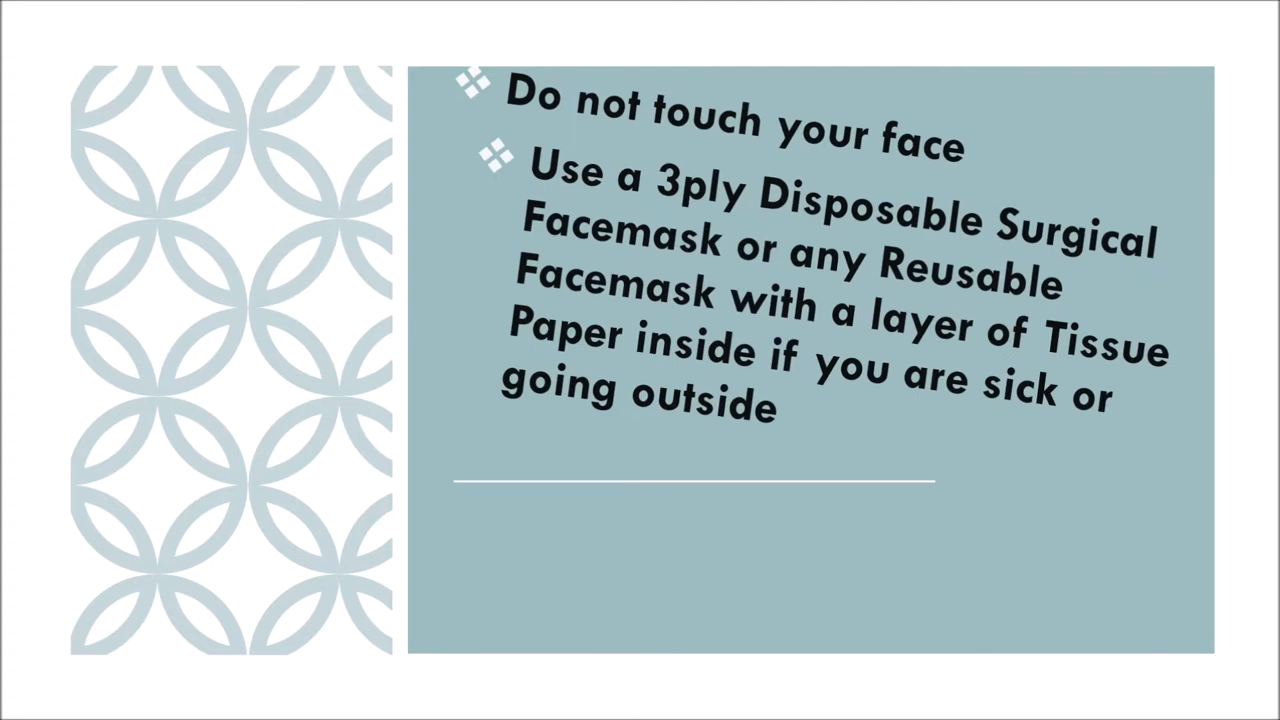 Do not touch your face
Use a 3ply Disposable Surgical
Facemask or any Reusable
Facemask with a layer of Tissue
Paper inside if you are sick or
going outside